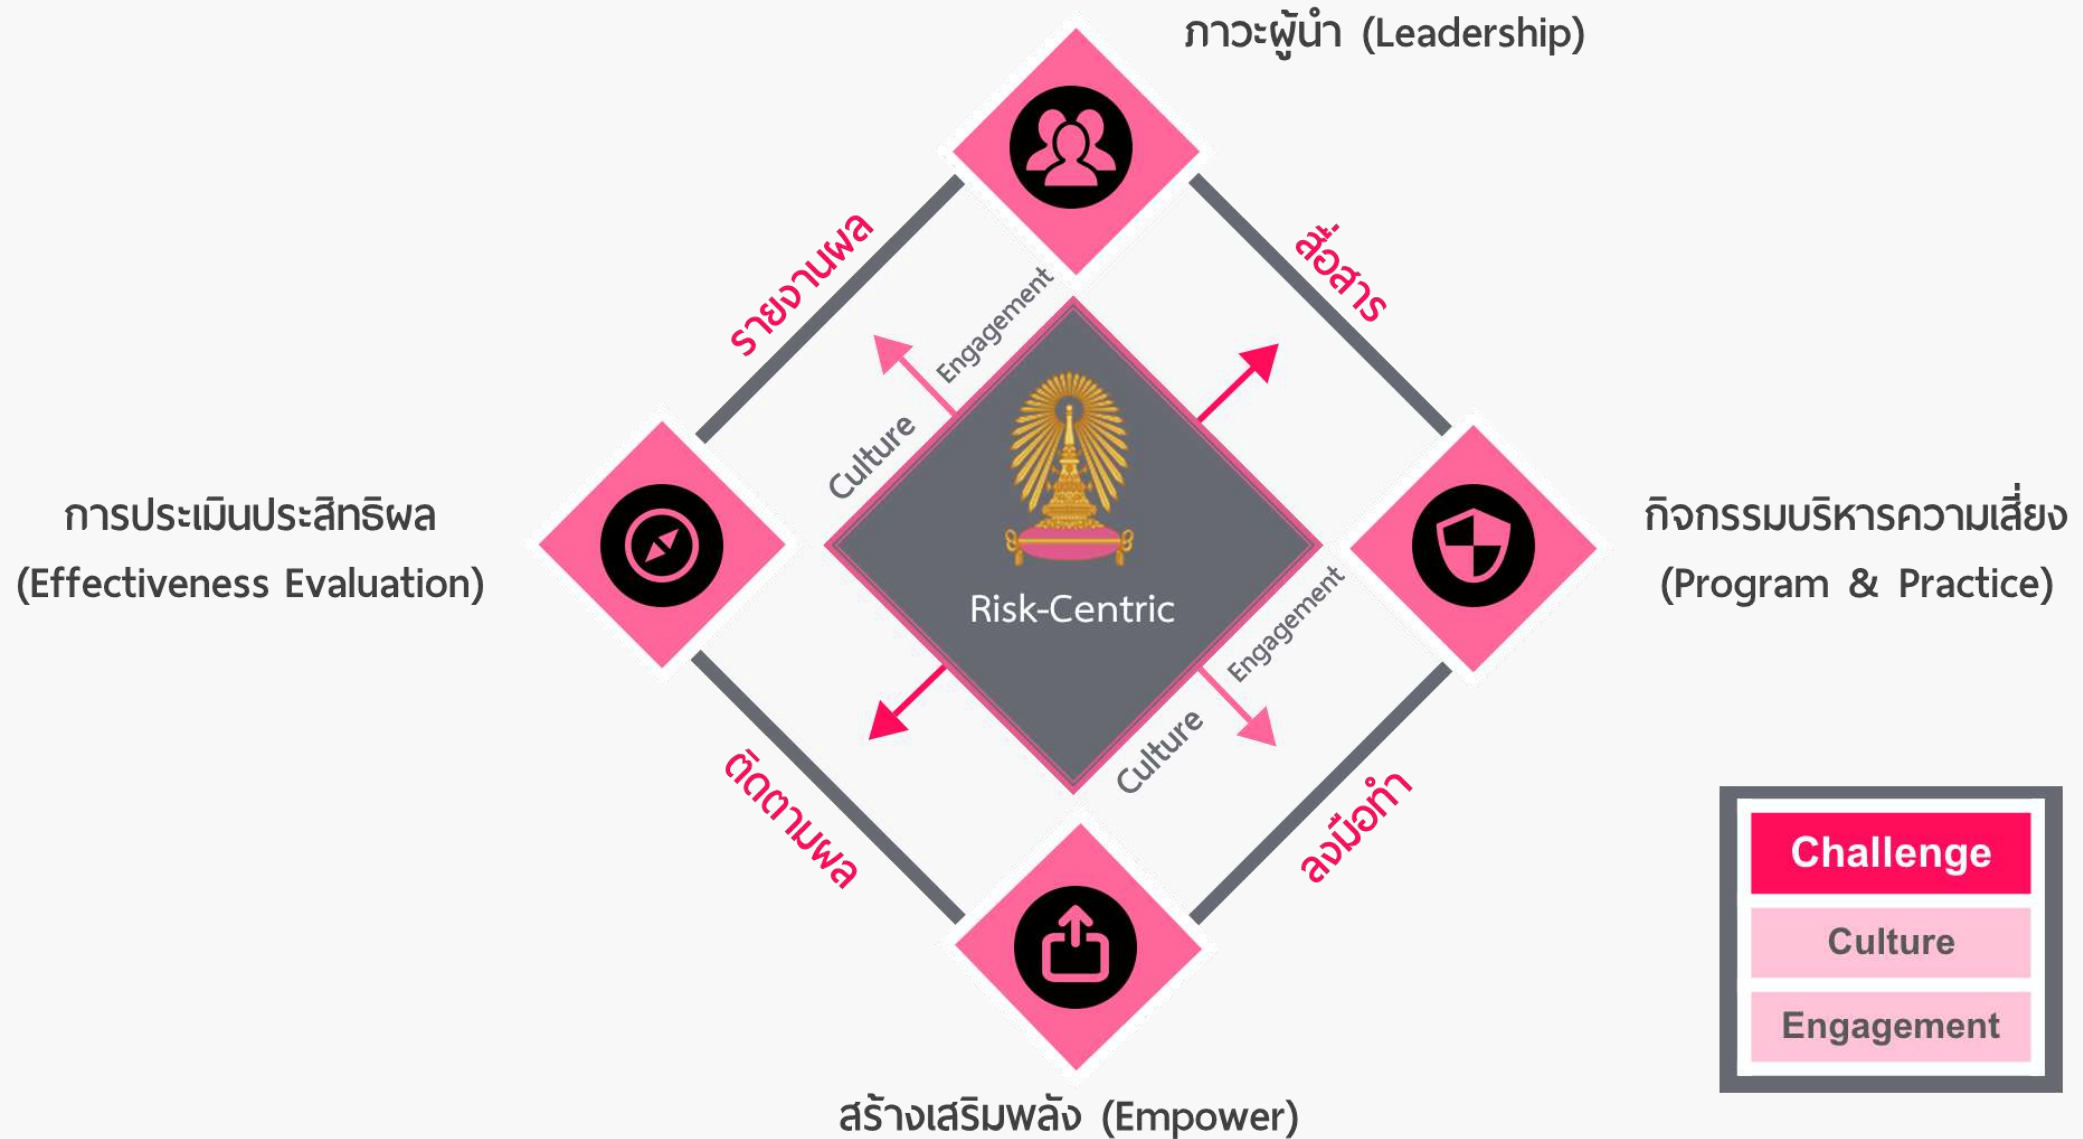 ภาวะผู้นำ (Leadership)
รายงานผล
สื่อสาร
Engagement
Culture
การประเมินประสิทธิผล
(Effectiveness Evaluation)
Risk-Centric
กิจกรรมบริหารความเสี่ยง
(Program & Practice)
Engagement
Culture
ติดตามผล
ลงมือทำ
Challenge
Culture
Engagement
สร้างเสริมพลัง (Empower)